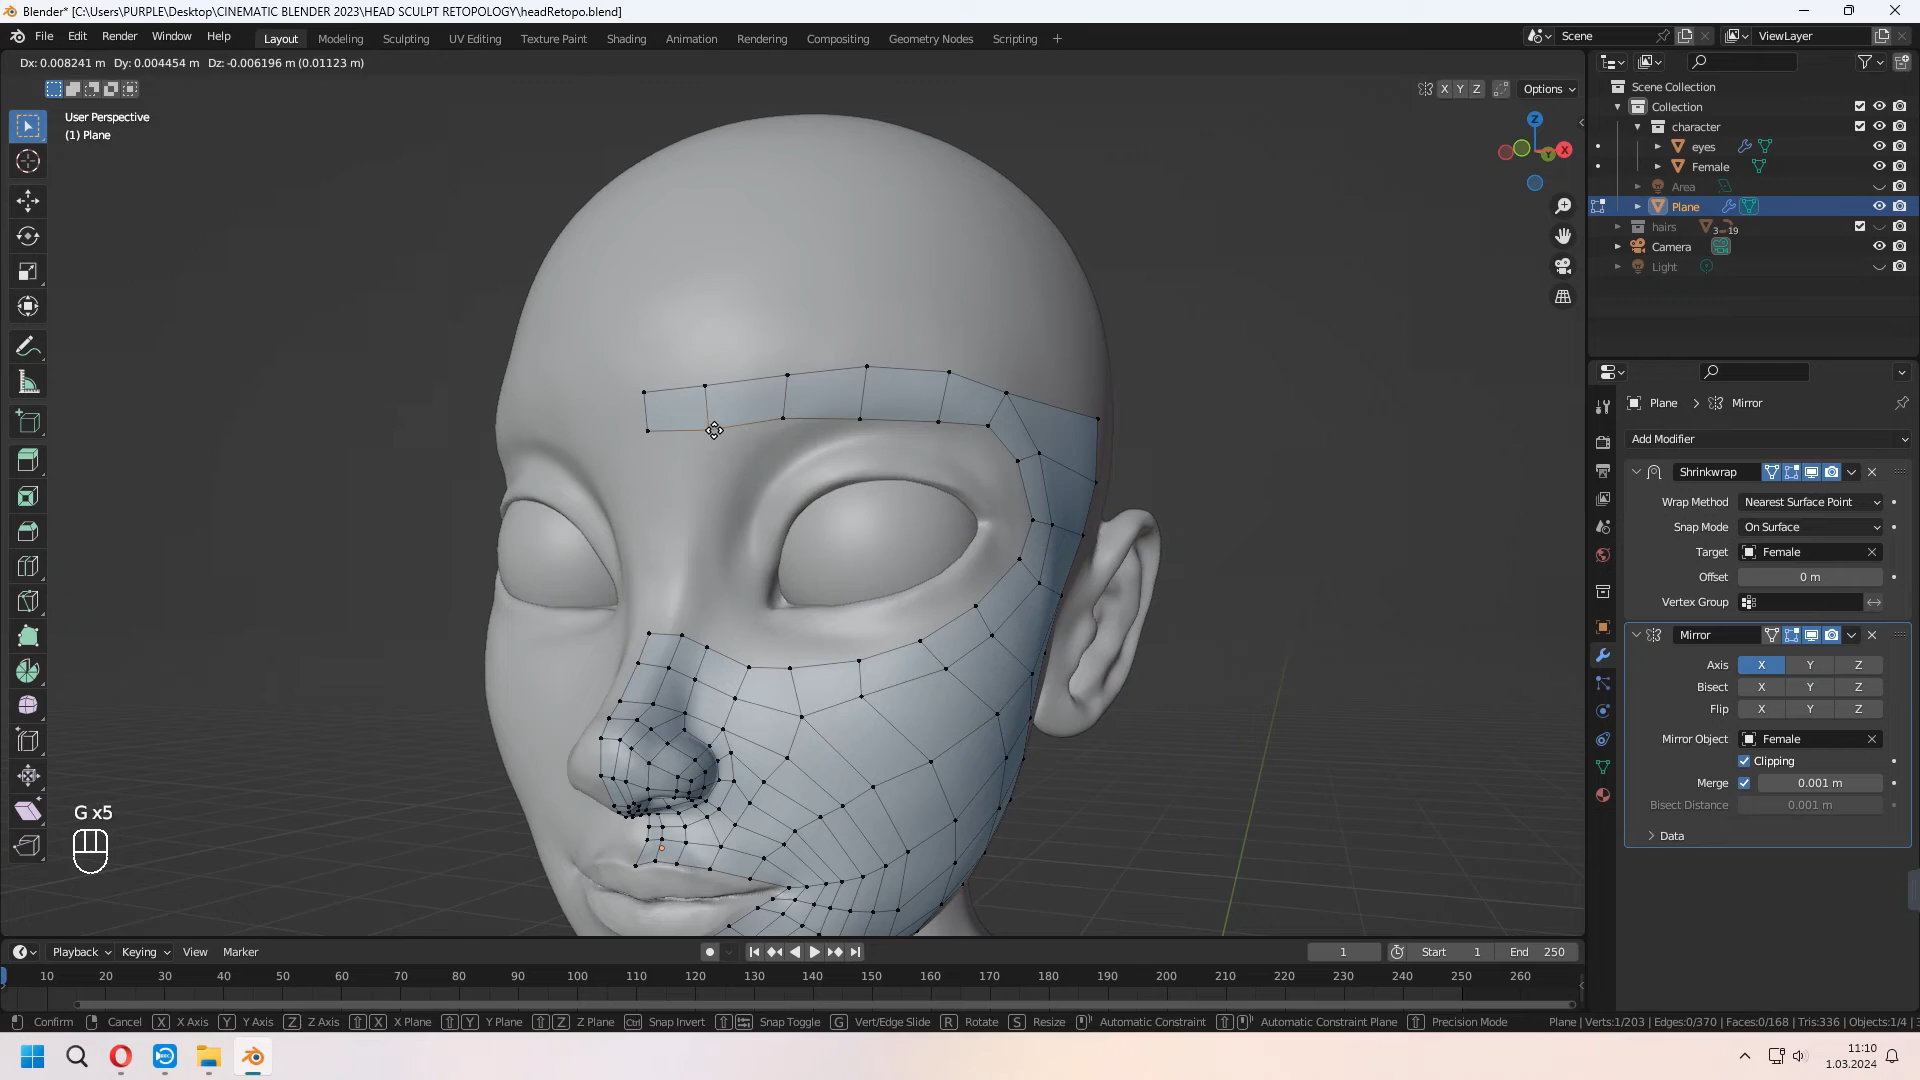 Blender* [C:\Users\PURPLE\Desktop\CINEMATIC BLENDER 2023\HEAD SCULPT RETOPOLOGY\headRetopo.blend]
File Edit Render Window Help Layout Modeling Sculpting UV Editing Texture Paint Shading Animation Rendering Compositing Geometry Nodes Scripting + Scene ViewLayer
Dx: 0.008241 m Dy: 0.004454 m Dz: -0.006196 m (0.01123 m)
X Y Z Options
User Perspective
(1) Plane
Z
X
Y
Scene Collection
Collection
character
eyes
Female
Area
Plane
hairs 3 19
Camera
Light
Plane > Mirror
Add Modifier
Shrinkwrap
Wrap Method Nearest Surface Point
Snap Mode On Surface
Target Female
Offset 0 m
Vertex Group
Mirror
Axis X Y Z
Bisect X Y Z
Flip X Y Z
Mirror Object Female
Clipping
Merge 0.001 m
Bisect Distance 0.001 m
Data
G x5
Playback Keying View Marker 1 Start 1 End 250
10 20 30 40 50 60 70 80 90 100 110 120 130 140 150 160 170 180 190 200 210 220 230 240 250 260
Confirm Cancel X X Axis Y Y Axis Z Z Axis X X Plane Y Y Plane Z Z Plane Ctrl Snap Invert Snap Toggle G Vert/Edge Slide R Rotate S Resize Automatic Constraint Automatic Constraint Plane Precision Mode Plane | Verts:1/203 | Edges:0/370 | Faces:0/168 | Tris:336 | Objects:1/4 |
11:10
1.03.2024